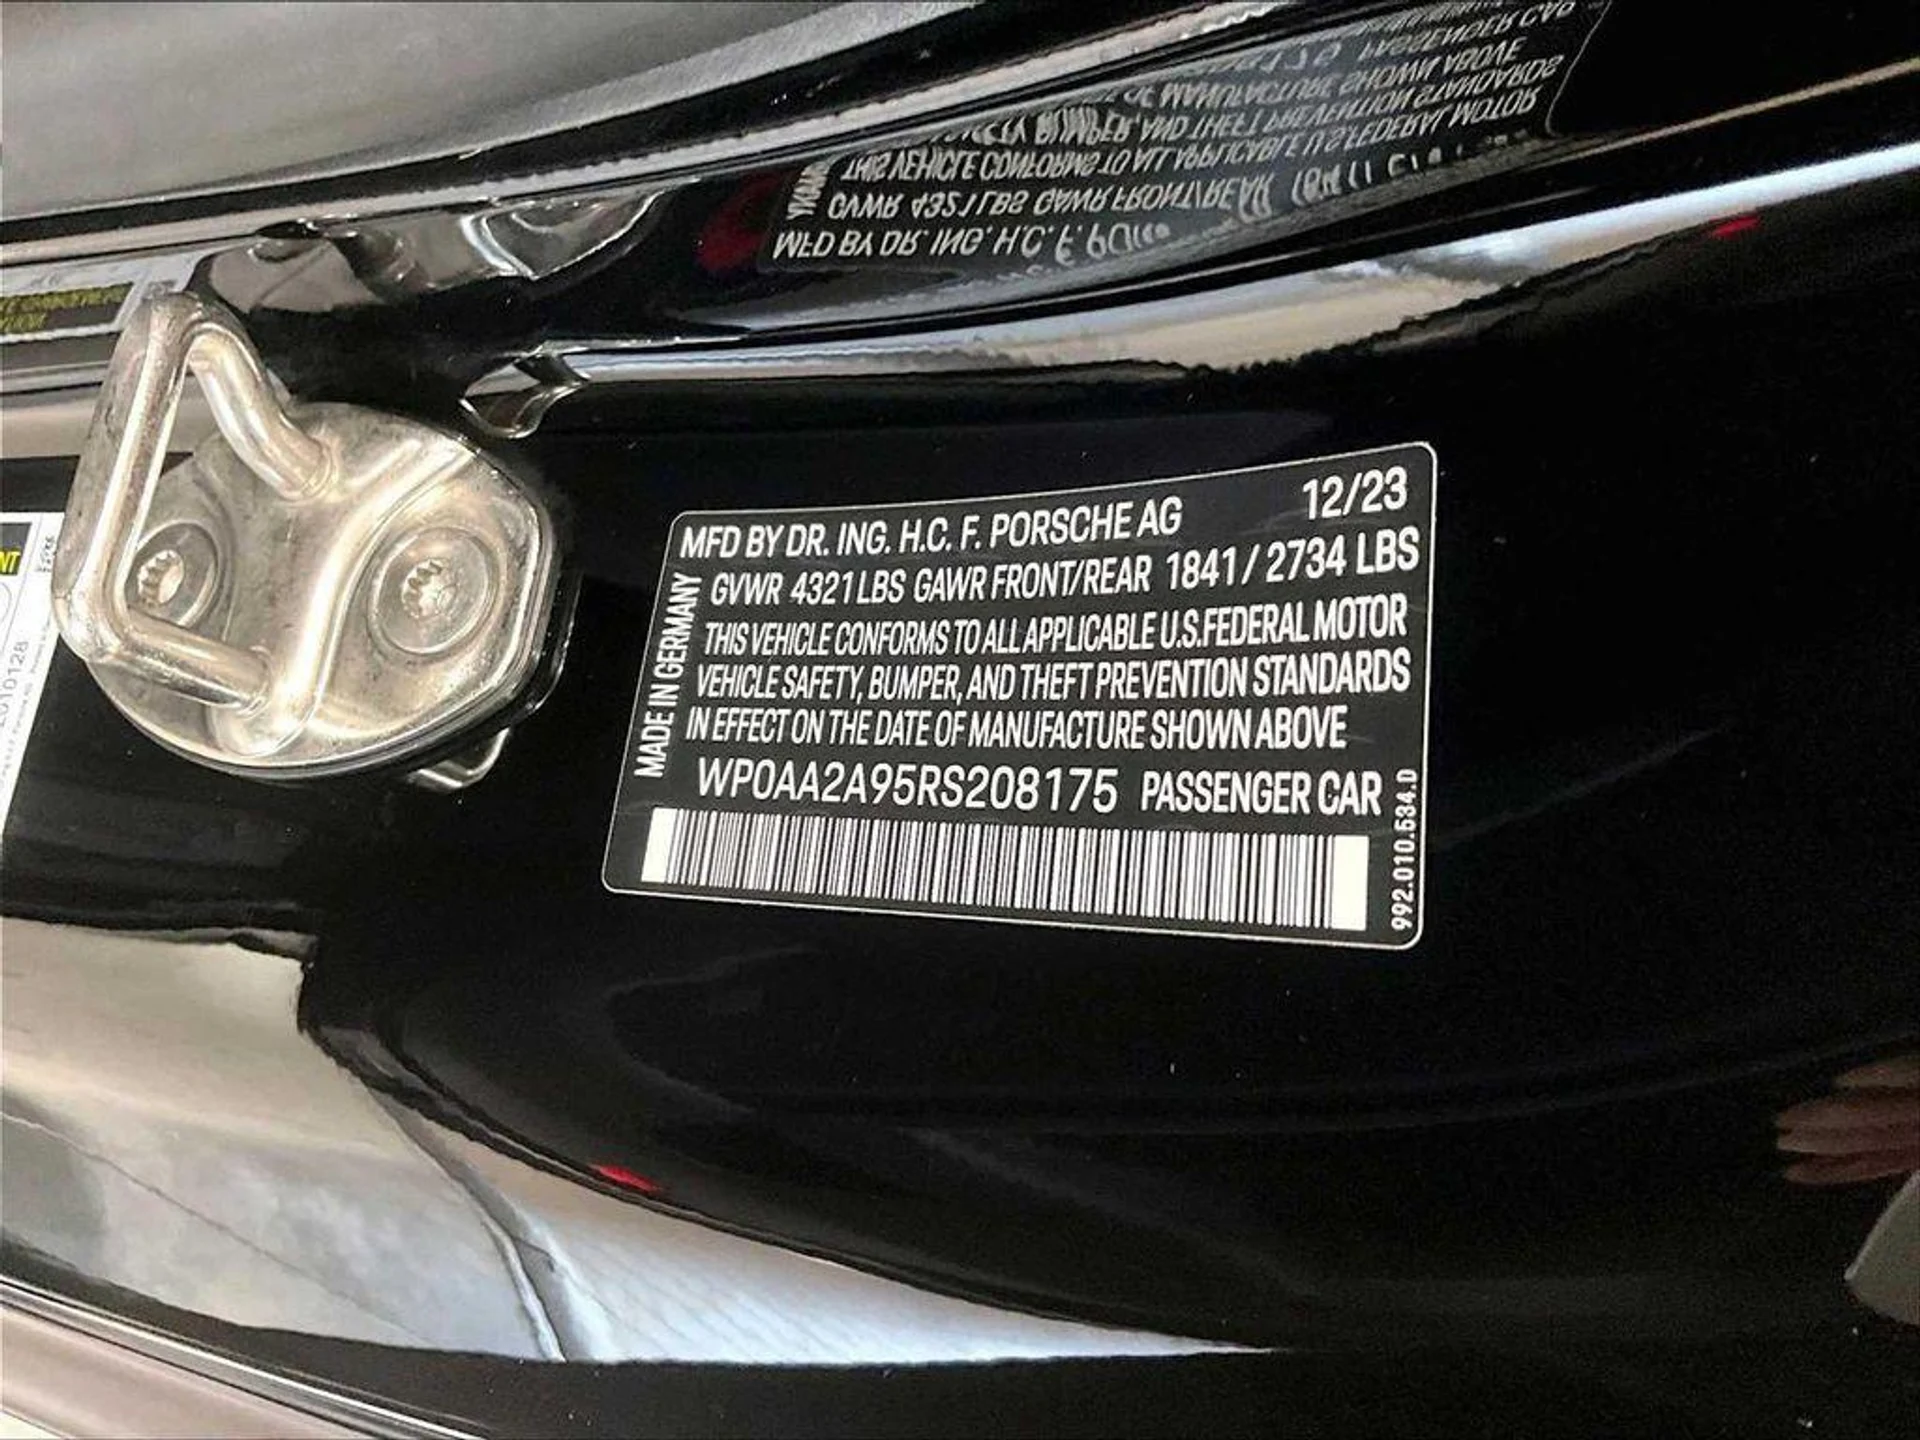 MFD BY DR. ING. H.C. F. PORSCHE AG 12/23
GVWR 4321 LBS GAWR FRONT/REAR 1841 / 2734 LBS
THIS VEHICLE CONFORMS TO ALL APPLICABLE U.S.FEDERAL MOTOR
VEHICLE SAFETY, BUMPER, AND THEFT PREVENTION STANDARDS
IN EFFECT ON THE DATE OF MANUFACTURE SHOWN ABOVE
WP0AA2A95RS208175 PASSENGER CAR
MADE IN GERMANY
992.010.534.D